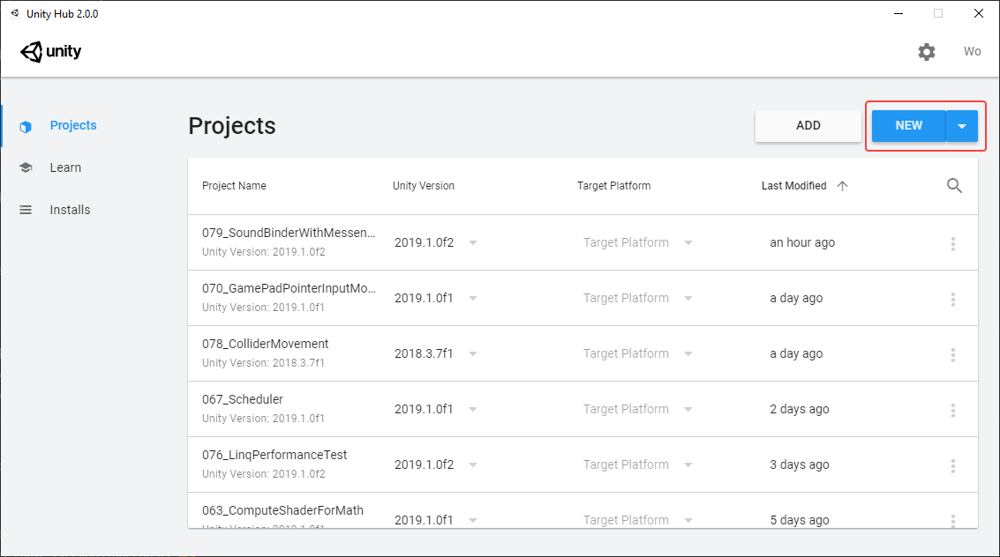 Unity Hub 2.0.0
unity
Wo
Projects
Learn
Installs
Projects
ADD
NEW
Project Name Unity Version Target Platform Last Modified
079_SoundBinderWithMessen... 2019.1.0f2 Target Platform an hour ago
Unity Version: 2019.1.0f2
070_GamePadPointerInputMo... 2019.1.0f1 Target Platform a day ago
Unity Version: 2019.1.0f1
078_ColliderMovement 2018.3.7f1 Target Platform a day ago
Unity Version: 2018.3.7f1
067_Scheduler 2019.1.0f1 Target Platform 2 days ago
Unity Version: 2019.1.0f1
076_LinqPerformanceTest 2019.1.0f2 Target Platform 3 days ago
Unity Version: 2019.1.0f2
063_ComputeShaderForMath 2019.1.0f1 Target Platform 5 days ago
Unity Version: 2019.1.0f1